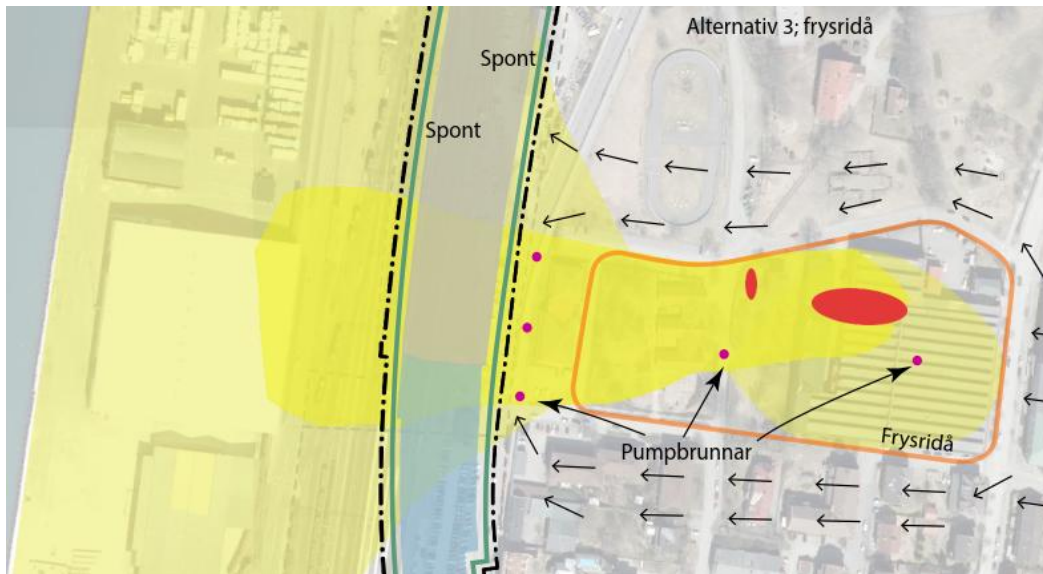 Alternativ 3; frysridå
Spont
Spont
Frysridå
Pumpbrunnar